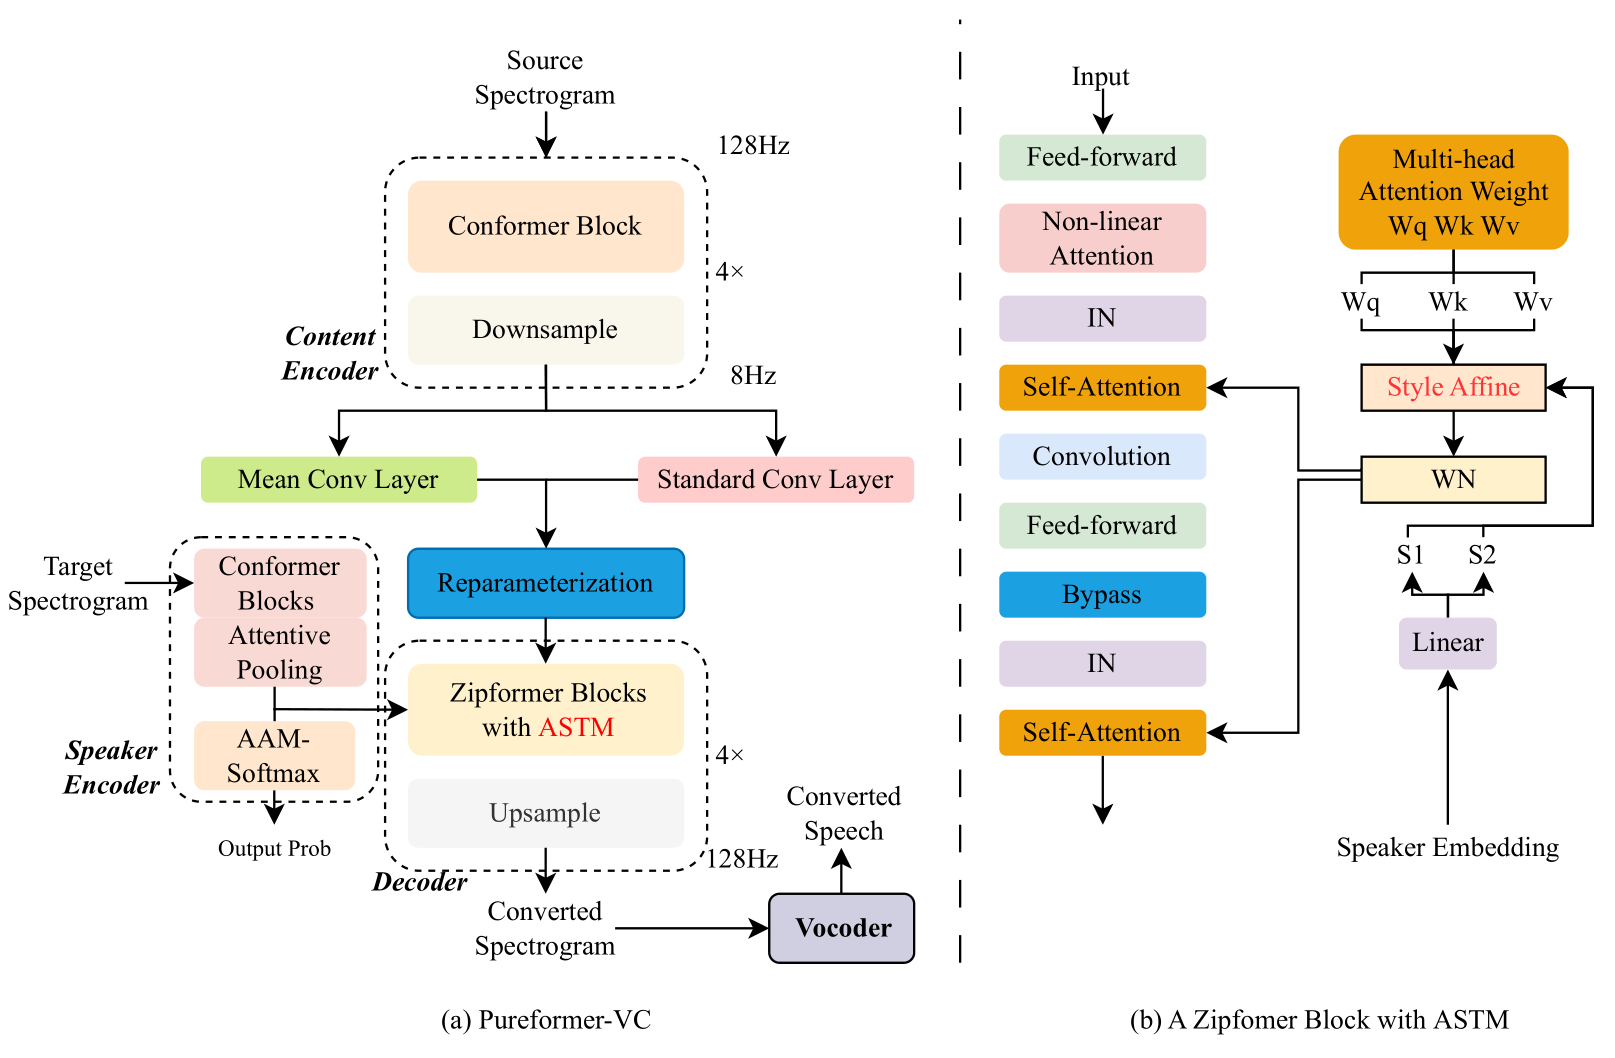 Source
Spectrogram
128Hz
Conformer Block
4×
Downsample
Content
Encoder
8Hz
Mean Conv Layer
Standard Conv Layer
Reparameterization
Target
Spectrogram
Conformer
Blocks
Attentive
Pooling
AAM-
Softmax
Speaker
Encoder
Output Prob
Zipformer Blocks
with ASTM
4×
Upsample
128Hz
Decoder
Converted
Spectrogram
Vocoder
Converted
Speech
(a) Pureformer-VC
Input
Feed-forward
Non-linear
Attention
IN
Self-Attention
Convolution
Feed-forward
Bypass
IN
Self-Attention
Multi-head
Attention Weight
Wq Wk Wv
Wq Wk Wv
Style Affine
WN
S1 S2
Linear
Speaker Embedding
(b) A Zipfomer Block with ASTM